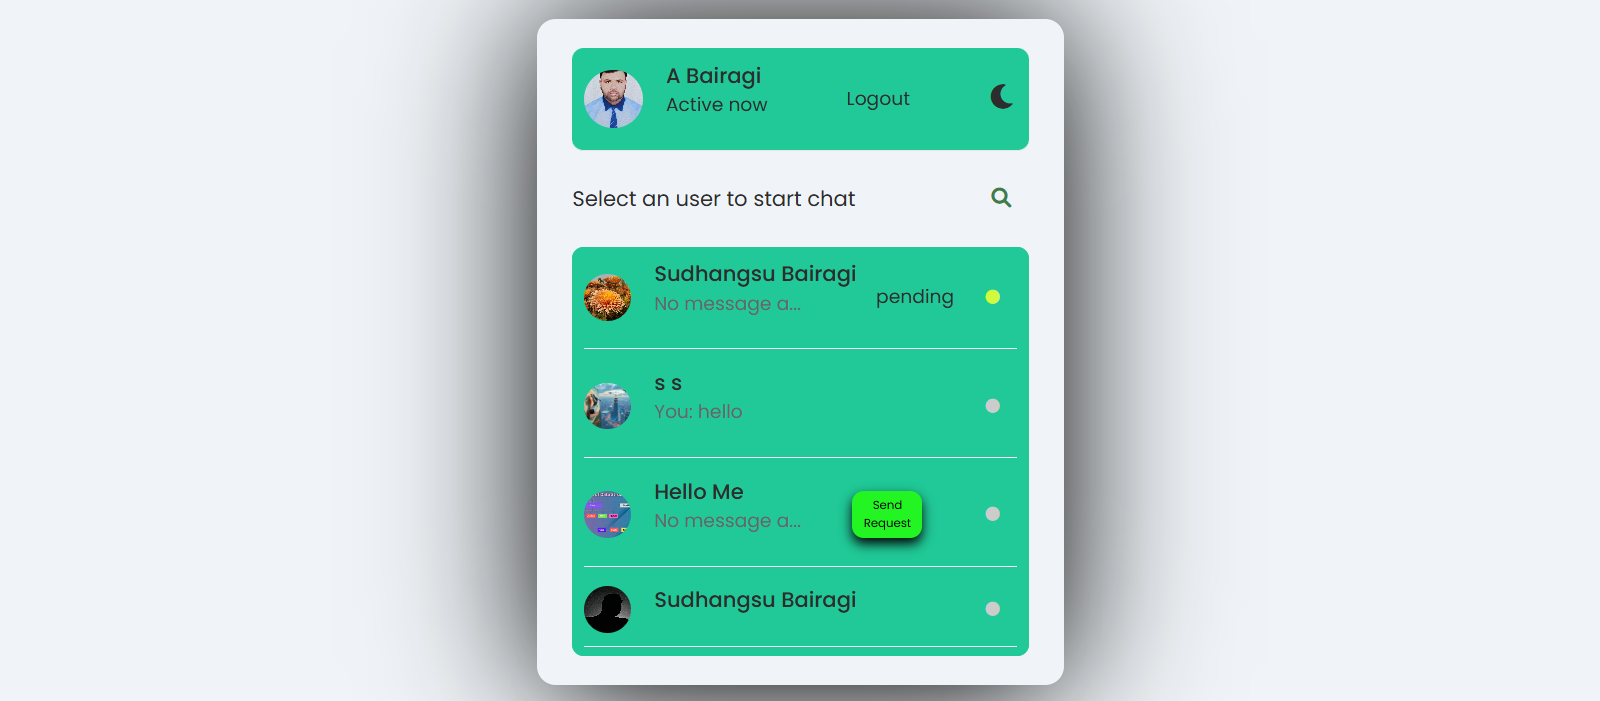 A Bairagi
Active now
Logout
Select an user to start chat
Sudhangsu Bairagi
No message a...
pending
s s
You: hello
Hello Me
No message a...
Send
Request
Sudhangsu Bairagi